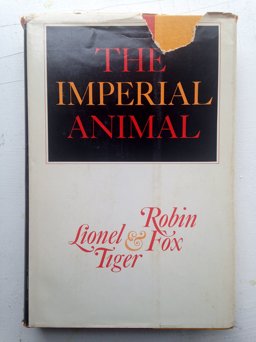 THE
IMPERIAL
ANIMAL
Lionel
Tiger
&
Robin
Fox